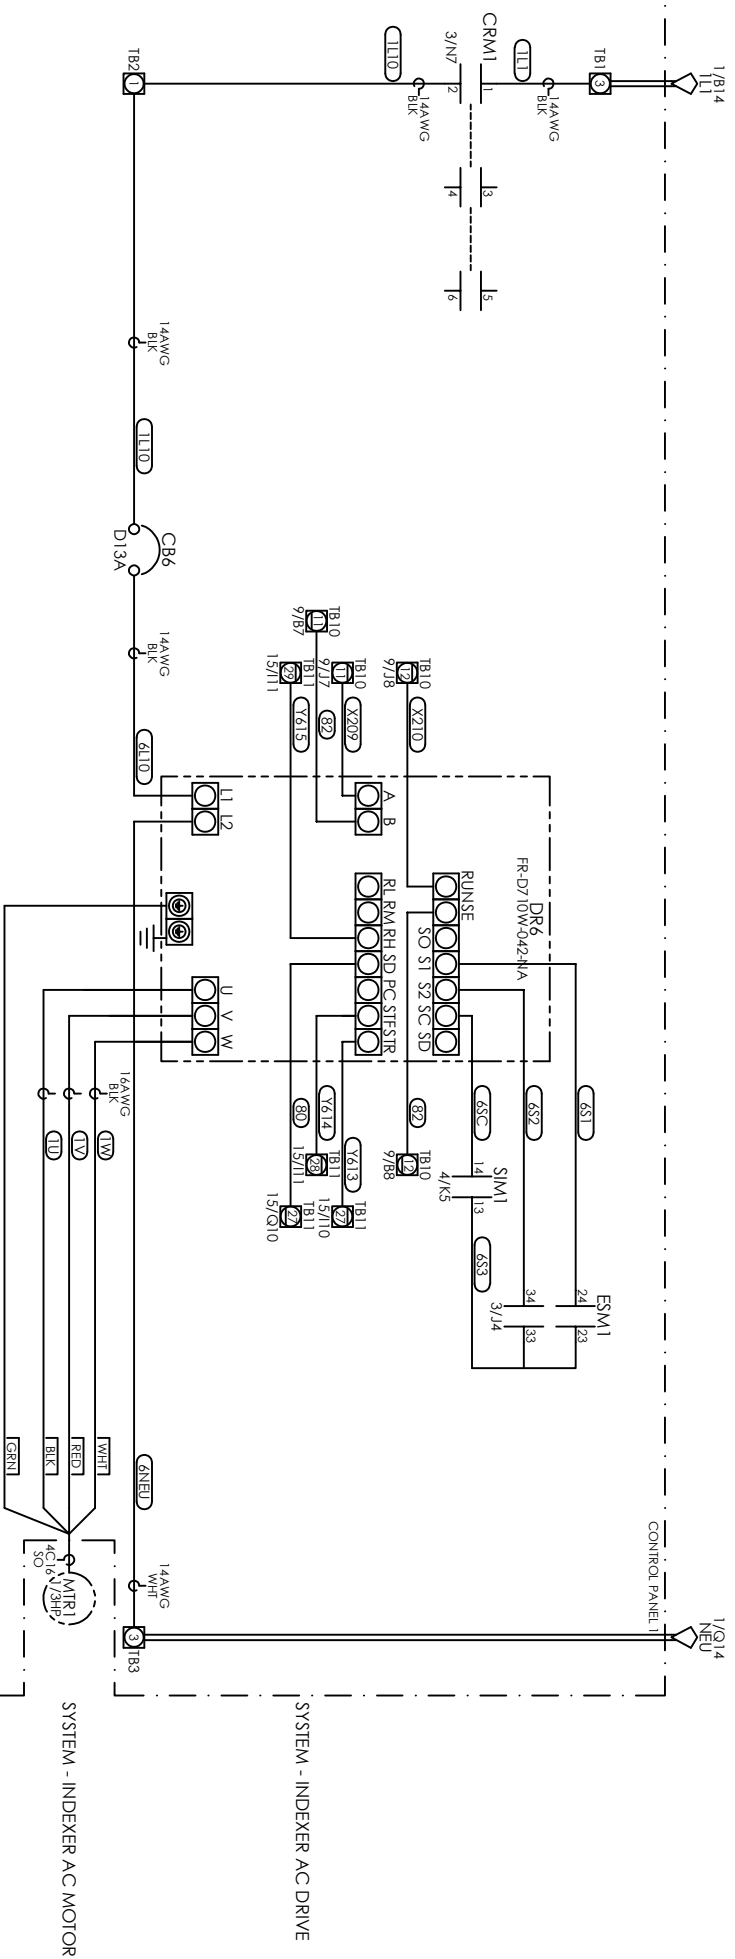 1/B14
1L1
TB1
3
14AWG
BLK
1L1
CRM1
3/N7
1
2
3
4
5
6
14AWG
BLK
1L10
TB2
1
14AWG
BLK
1L10
CB6
D13A
14AWG
BLK
6L10
TB10
12
9/J8
X210
TB10
11
9/J7
X209
TB10
11
9/B7
82
TB11
29
15/I11
Y615
DR6
FR-D710W-042-NA
RUN SE SO S1 S2 SC SD
A B
RL RM RH SD PC STF STR
L1 L2
U V W
6S1
6S2
6SC
SIM1
14
13
4/K5
6S3
ESM1
24
23
34
33
3/J4
82
TB10
12
9/B8
Y613
TB11
27
15/I10
Y614
TB11
28
15/I11
80
TB11
27
15/Q10
16AWG
BLK
1W
1V
1U
WHT
RED
BLK
GRN
6NEU
14AWG
WHT
3
TB3
4C16
SO
MTR1
1/3HP
CONTROL PANEL 1
1/Q14
NEU
SYSTEM - INDEXER AC DRIVE
SYSTEM - INDEXER AC MOTOR